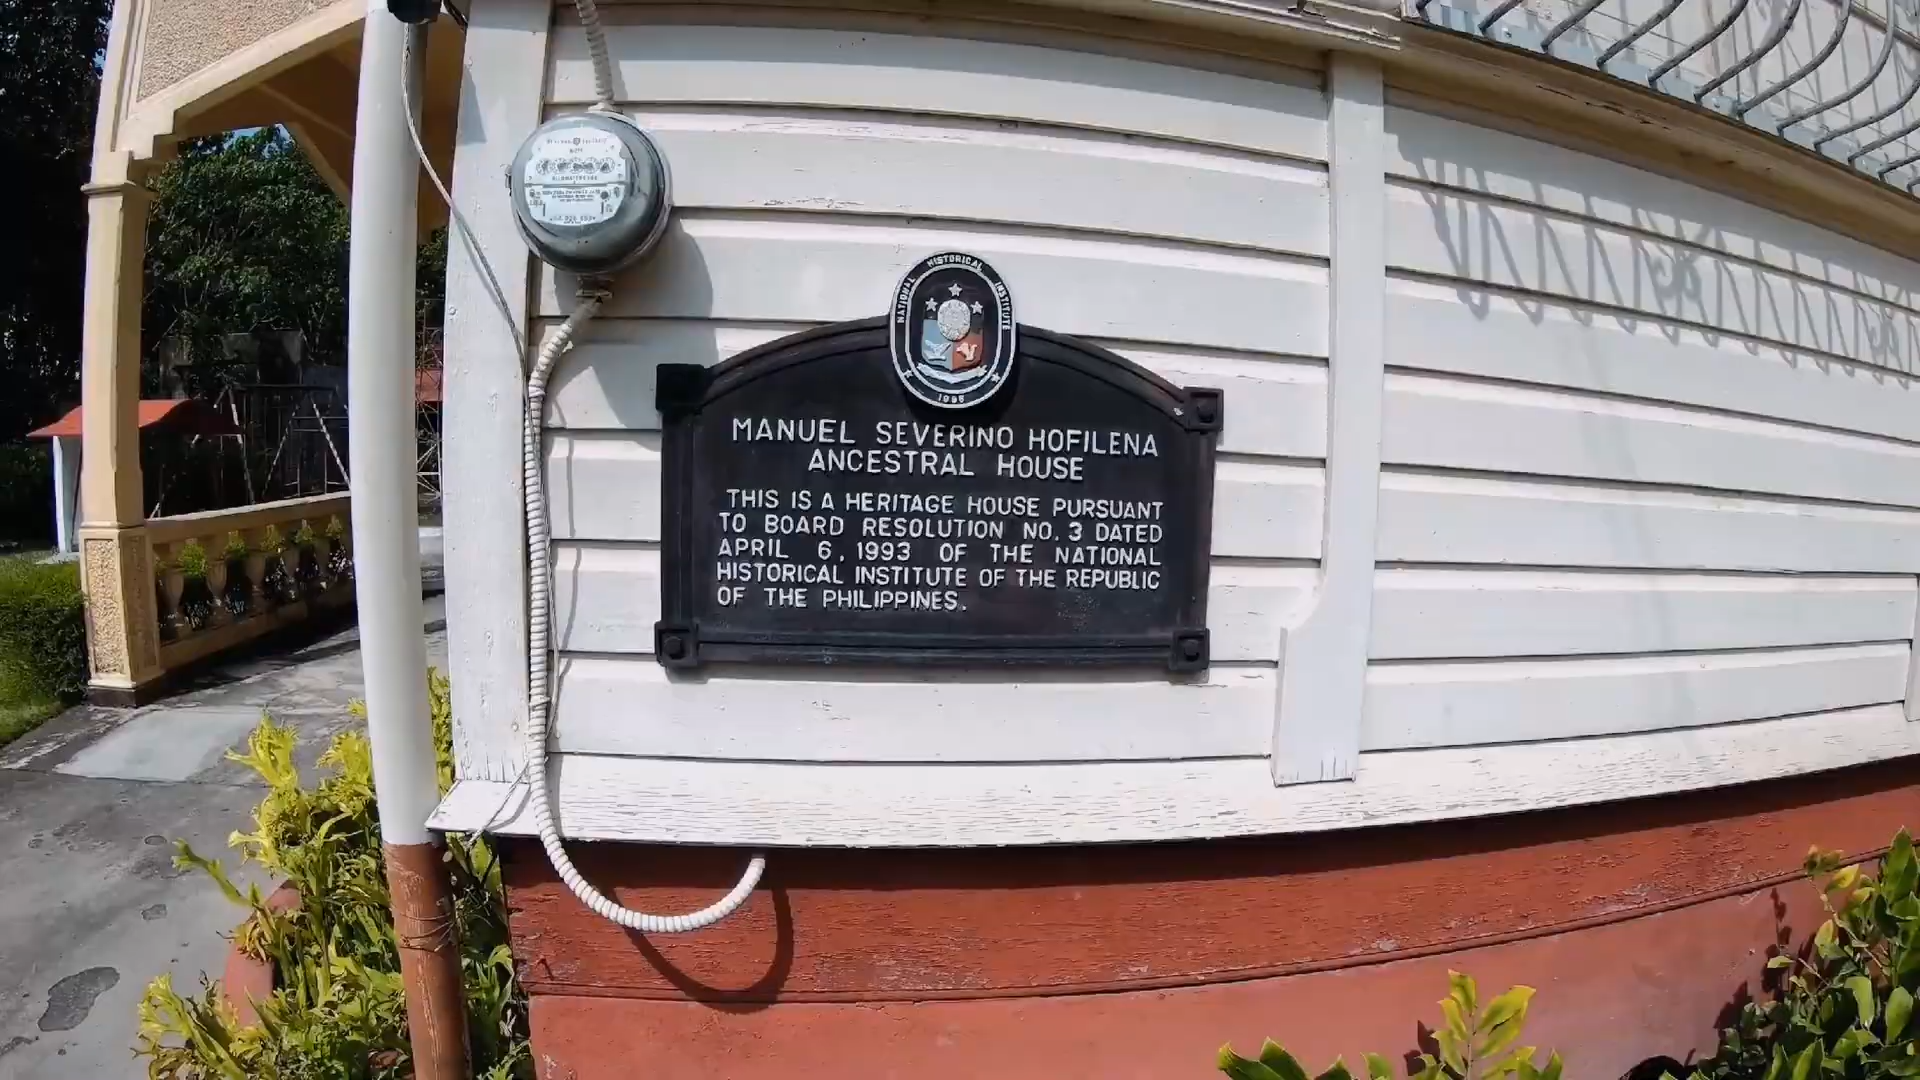 NATIONAL HISTORICAL INSTITUTE
MANUEL SEVERINO HOFILENA
ANCESTRAL HOUSE
THIS IS A HERITAGE HOUSE PURSUANT
TO BOARD RESOLUTION NO. 3 DATED
APRIL 6, 1993 OF THE NATIONAL
HISTORICAL INSTITUTE OF THE REPUBLIC
OF THE PHILIPPINES.